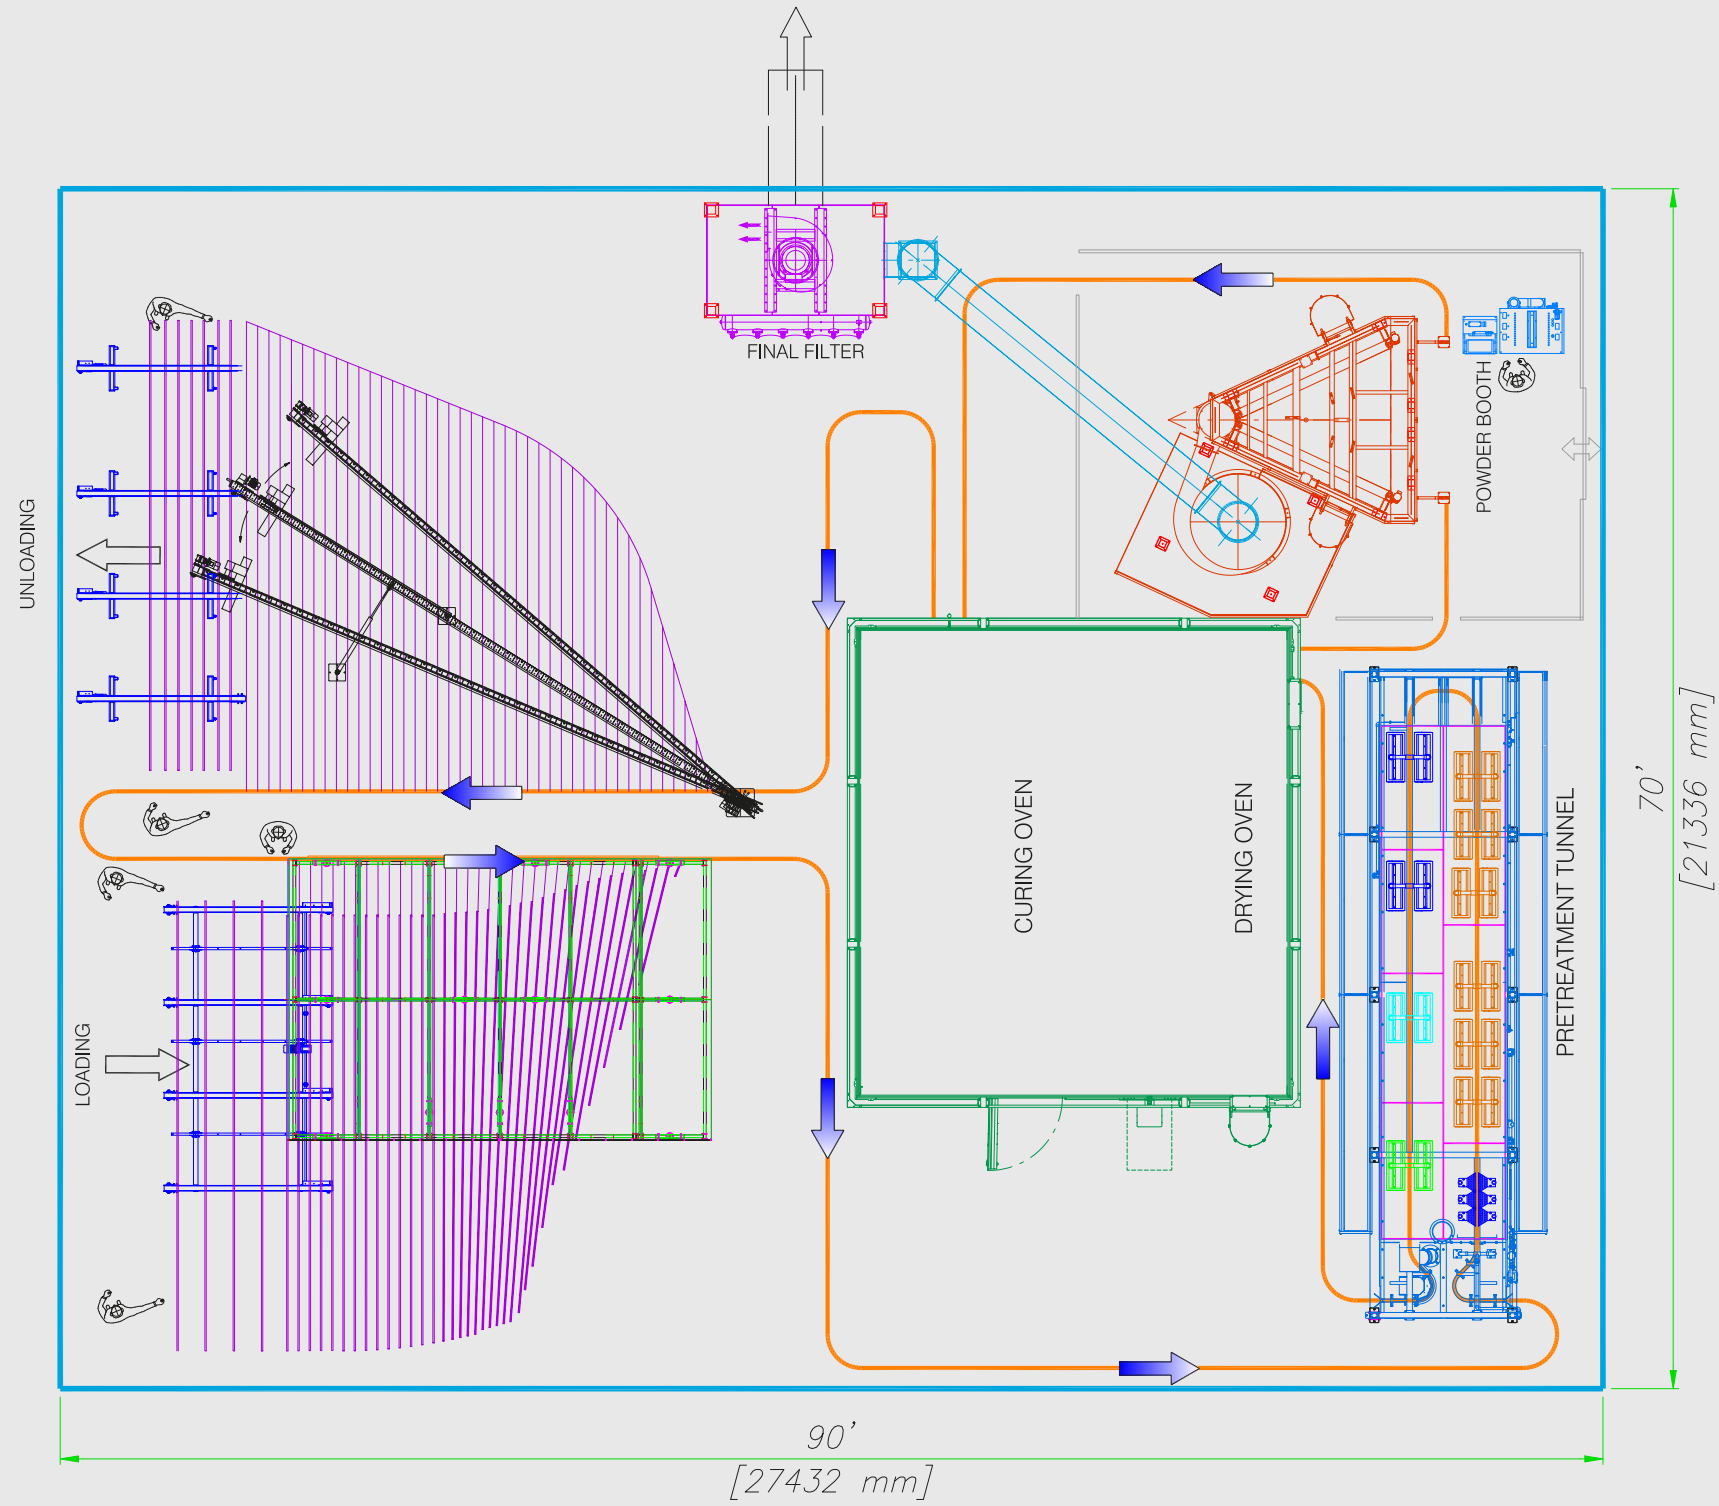 FINAL FILTER
POWDER BOOTH
UNLOADING
CURING OVEN
DRYING OVEN
PRETREATMENT TUNNEL
70'
[21336 mm]
LOADING
90'
[27432 mm]